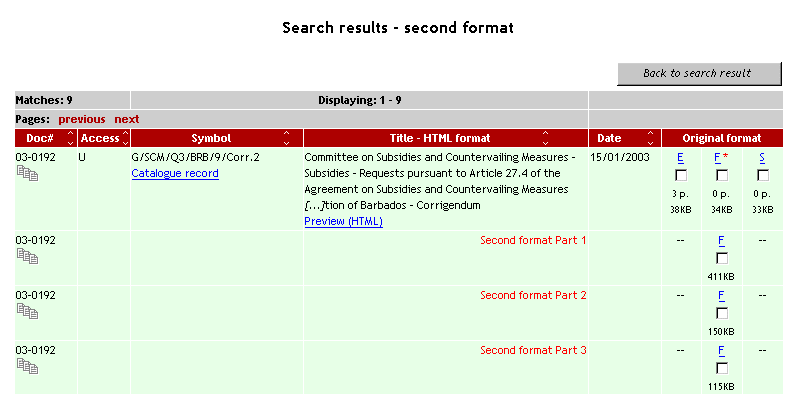 Search results - second format
Back to search result
Matches: 9 Displaying: 1 - 9
Pages: previous next
Doc# Access Symbol Title - HTML format Date Original format
03-0192 U G/SCM/Q3/BRB/9/Corr.2 Committee on Subsidies and Countervailing Measures - 15/01/2003 E F* S
Catalogue record Subsidies - Requests pursuant to Article 27.4 of the
Agreement on Subsidies and Countervailing Measures 3 p. 0 p. 0 p.
[...]tion of Barbados - Corrigendum 38KB 34KB 33KB
Preview (HTML)
03-0192 Second format Part 1 -- F --
411KB
03-0192 Second format Part 2 -- F --
150KB
03-0192 Second format Part 3 -- F --
115KB